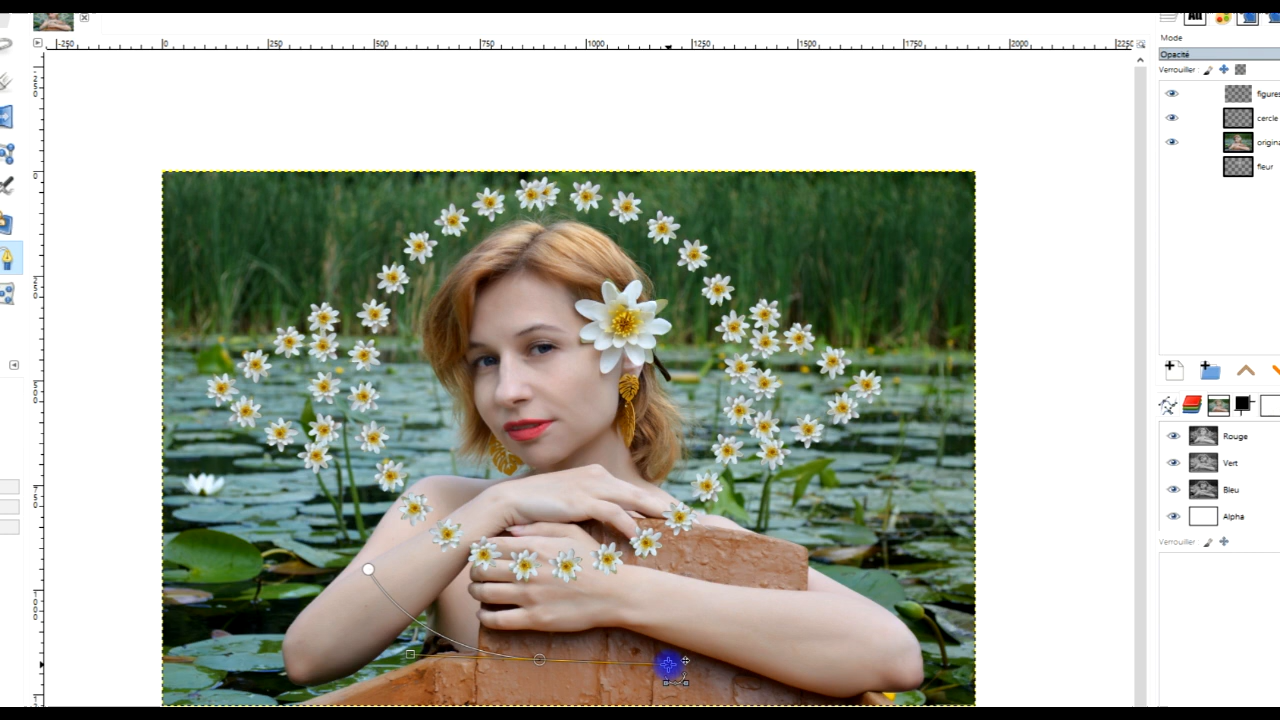 -250 0 250 500 750 1000 1250 1500 1750 2000 2250
Mode
Opacité
Verrouiller :
figures
cercle
origina
fleur
Rouge
Vert
Bleu
Alpha
Verrouiller